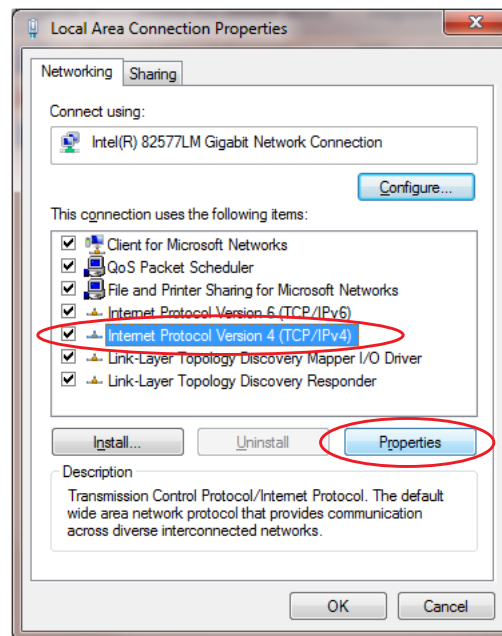 Local Area Connection Properties
Networking
Sharing
Connect using:
Intel(R) 82577LM Gigabit Network Connection
Configure...
This connection uses the following items:
Client for Microsoft Networks
QoS Packet Scheduler
File and Printer Sharing for Microsoft Networks
Internet Protocol Version 6 (TCP/IPv6)
Internet Protocol Version 4 (TCP/IPv4)
Link-Layer Topology Discovery Mapper I/O Driver
Link-Layer Topology Discovery Responder
Install...
Uninstall
Properties
Description
Transmission Control Protocol/Internet Protocol. The default
wide area network protocol that provides communication
across diverse interconnected networks.
OK
Cancel